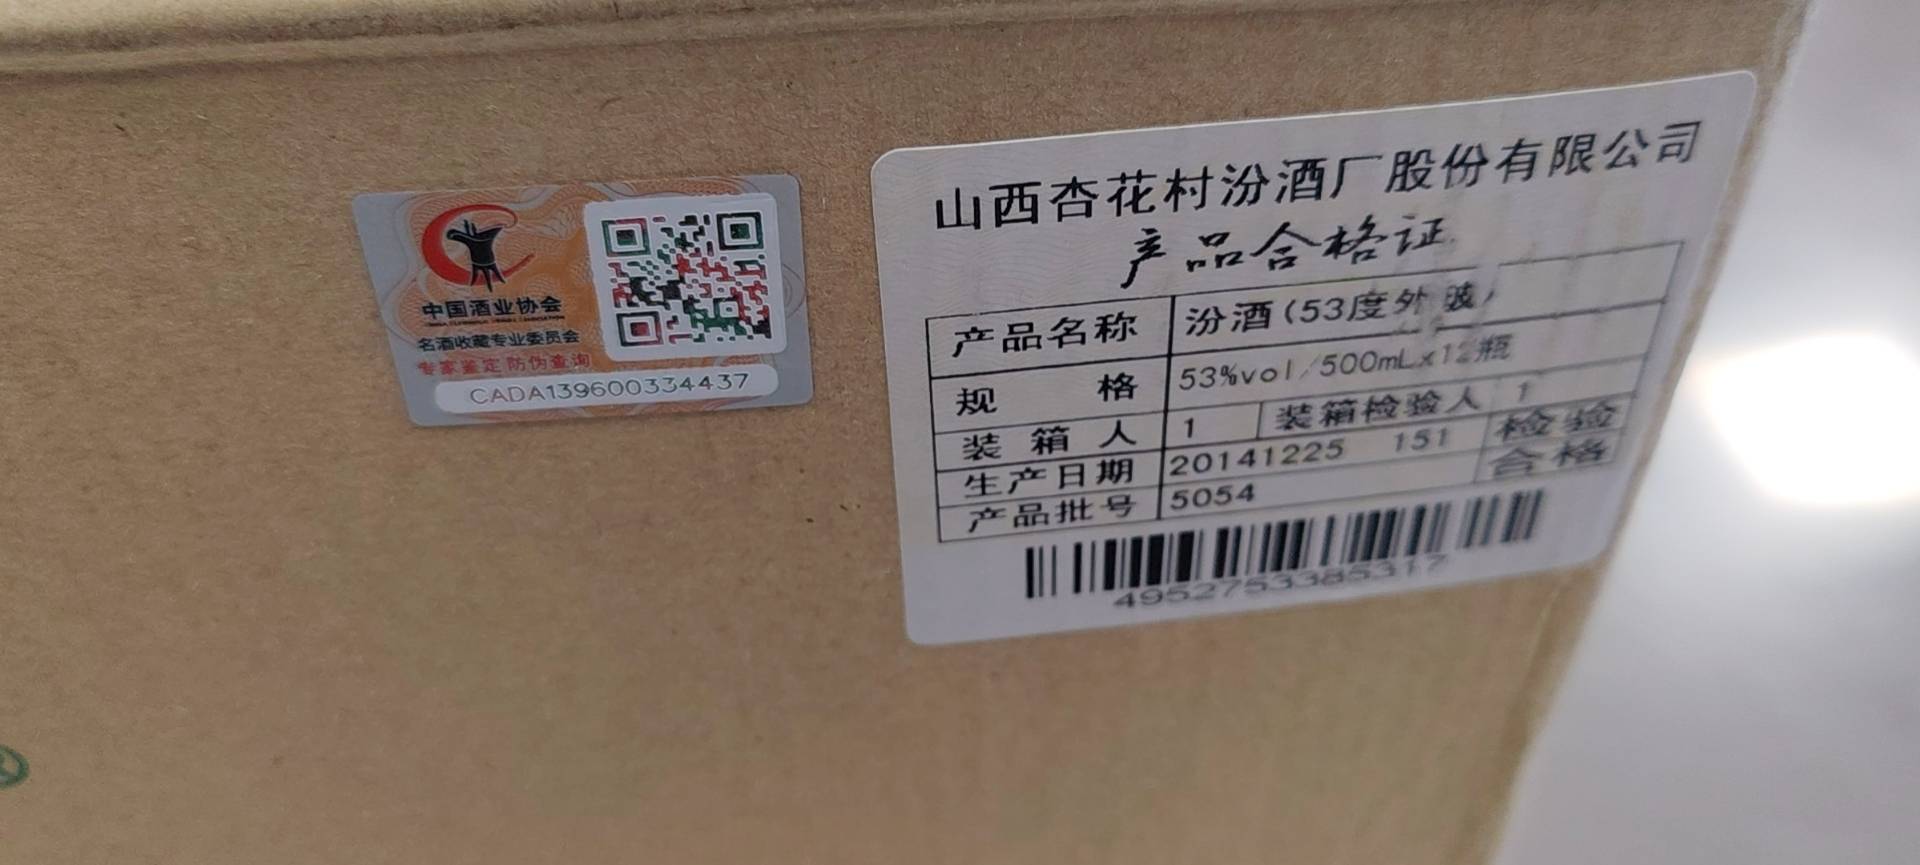 中国酒业协会
名酒收藏专业委员会
专家鉴定 防伪查询
CADA139600334437
山西杏花村汾酒厂股份有限公司
产品合格证
产品名称 汾酒(53度外玻)
规格 53%vol/500mL×12瓶
装箱人 1 装箱检验人 1
生产日期 20141225 151 检验
合格
产品批号 5054
4952753385317